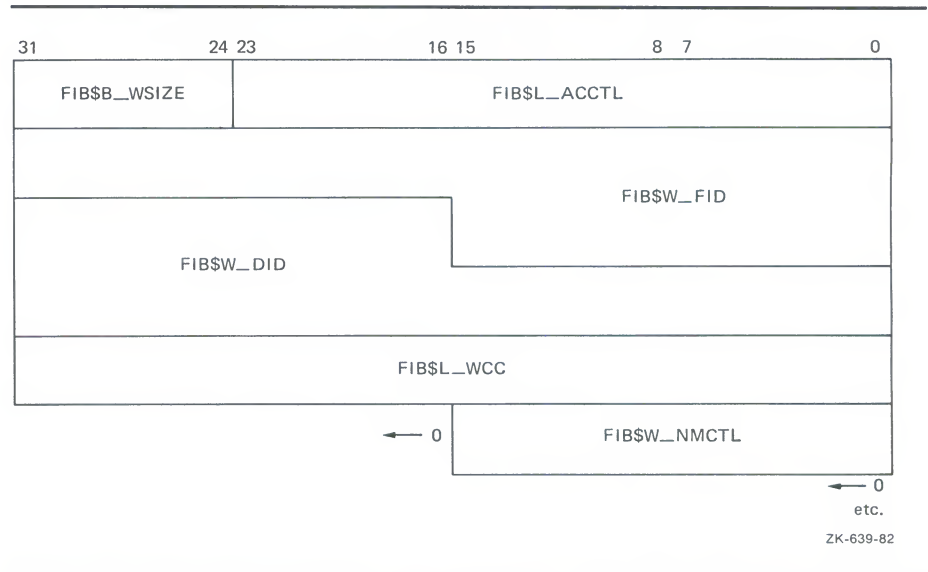 31 24 23 16 15 8 7 0
FIB$B_WSIZE FIB$L_ACCTL
FIB$W_FID
FIB$W_DID
FIB$L_WCC
0 FIB$W_NMCTL
0
etc.
ZK-639-82